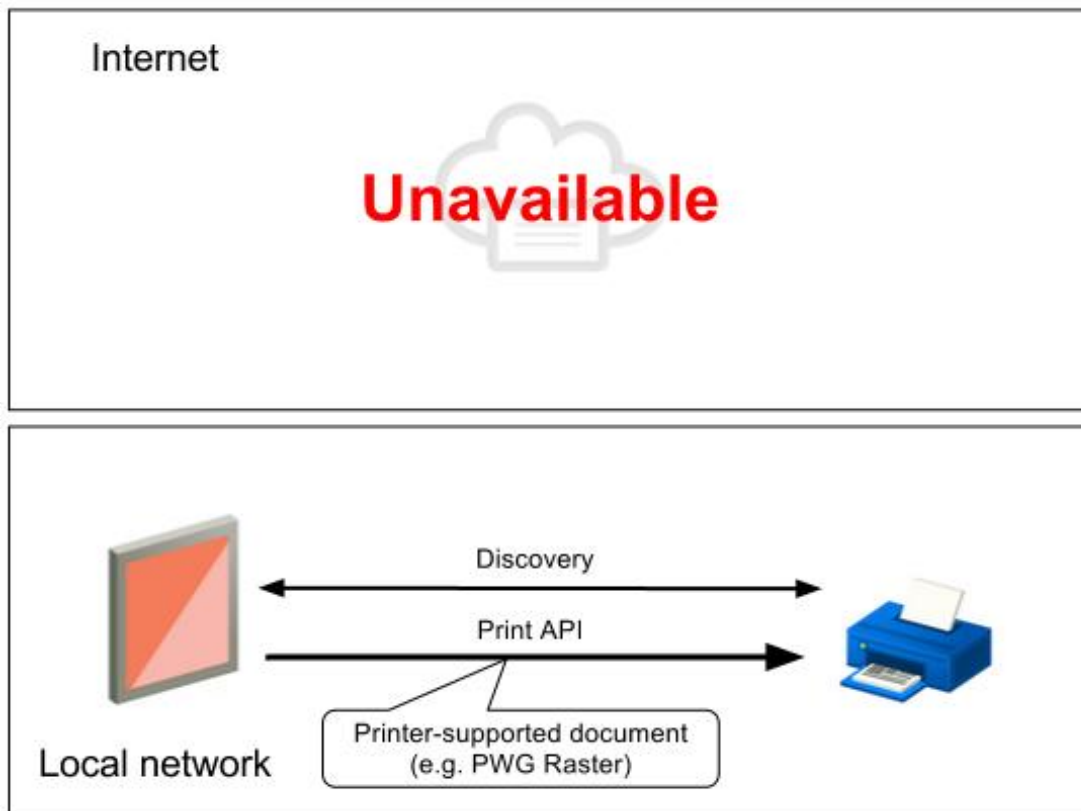 Internet
Unavailable
Discovery
Print API
Printer-supported document
(e.g. PWG Raster)
Local network